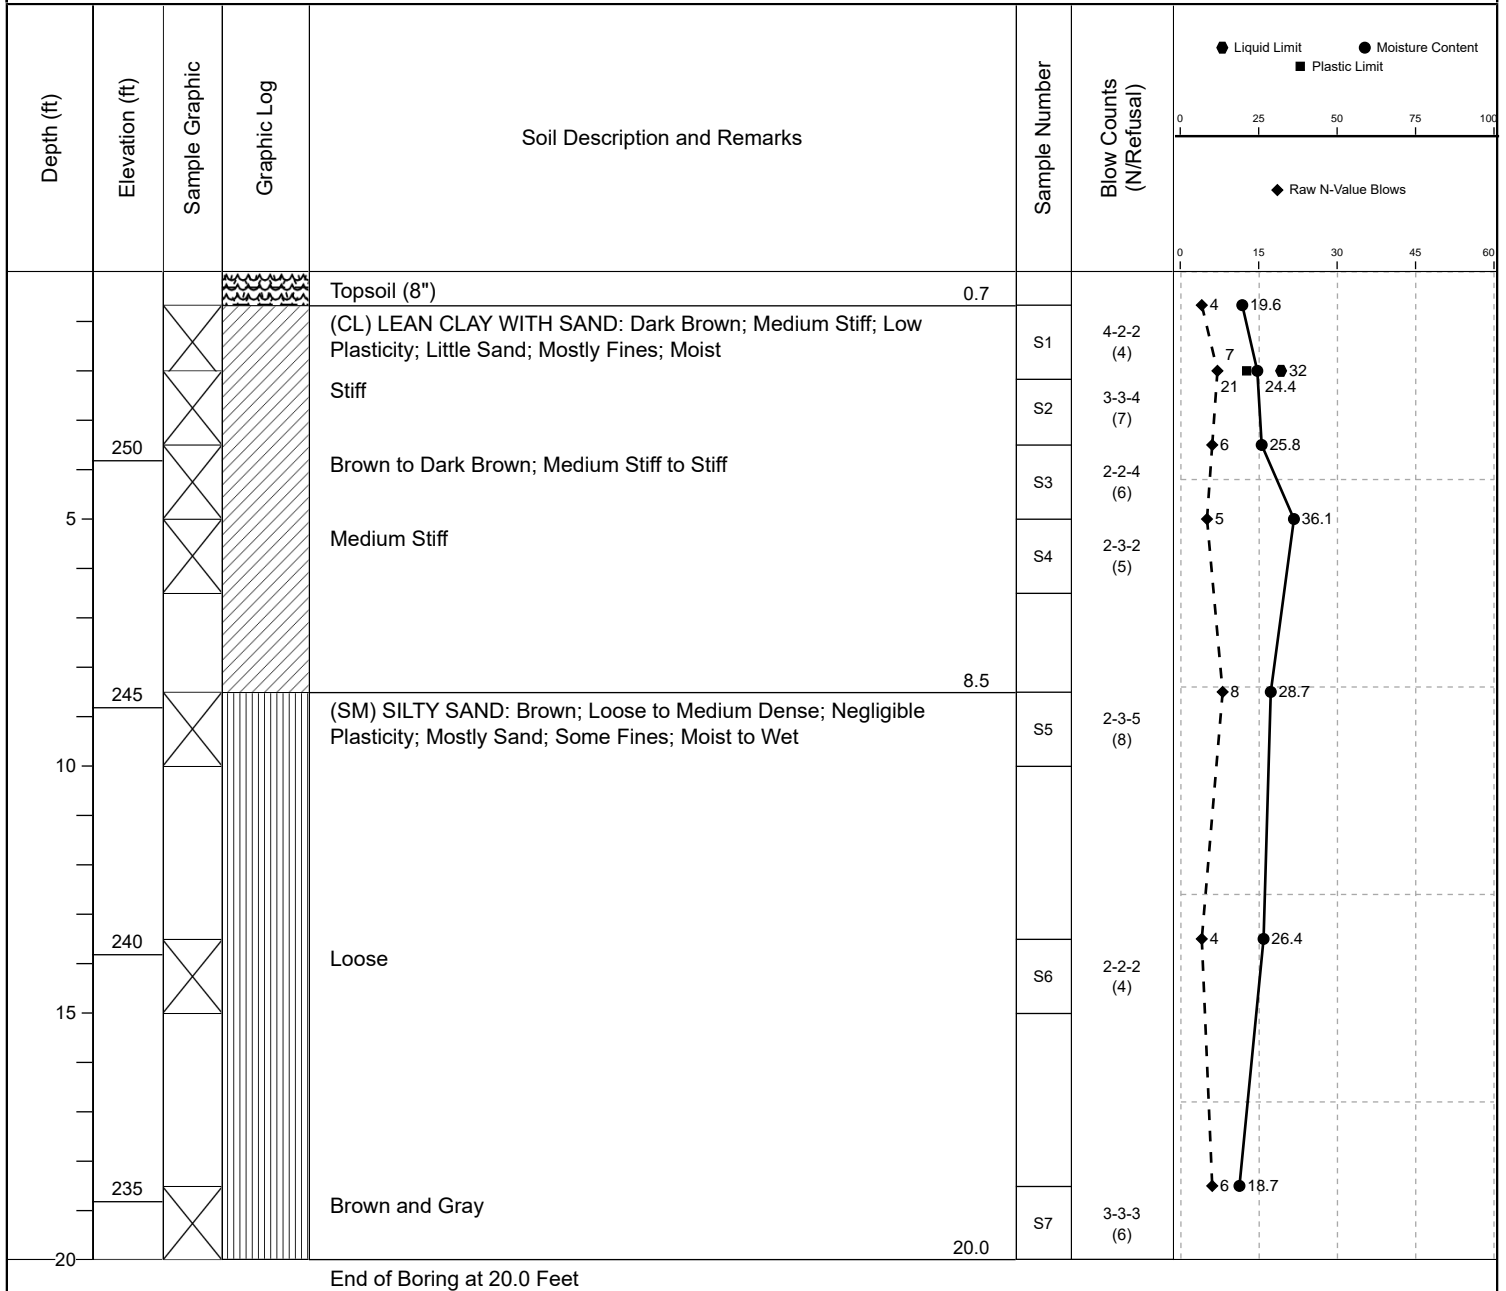 Depth (ft)
Elevation (ft)
Sample Graphic
Graphic Log
Soil Description and Remarks
Sample Number
Blow Counts
(N/Refusal)
Liquid Limit
Moisture Content
Plastic Limit
0 25 50 75 100
Raw N-Value Blows
0 15 30 45 60
Topsoil (8") 0.7
4 19.6
(CL) LEAN CLAY WITH SAND: Dark Brown; Medium Stiff; Low
Plasticity; Little Sand; Mostly Fines; Moist
S1
4-2-2
(4)
7
32
21 24.4
Stiff
S2
3-3-4
(7)
250
6 25.8
Brown to Dark Brown; Medium Stiff to Stiff
S3
2-2-4
(6)
5
5 36.1
Medium Stiff
S4
2-3-2
(5)
8.5
245
8 28.7
(SM) SILTY SAND: Brown; Loose to Medium Dense; Negligible
Plasticity; Mostly Sand; Some Fines; Moist to Wet
S5
2-3-5
(8)
10
240
4 26.4
Loose
S6
2-2-2
(4)
15
235
6 18.7
Brown and Gray
S7
3-3-3
(6)
20.0
20
End of Boring at 20.0 Feet